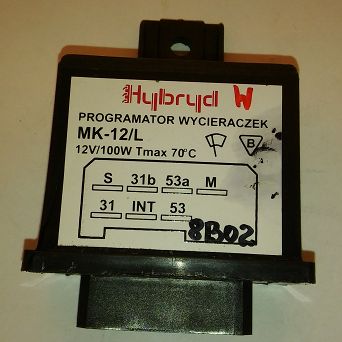 Hybryd W
PROGRAMATOR WYCIERACZEK
MK-12/L
12V/100W Tmax 70°C
B
S 31b 53a M
31 INT 53
8B02